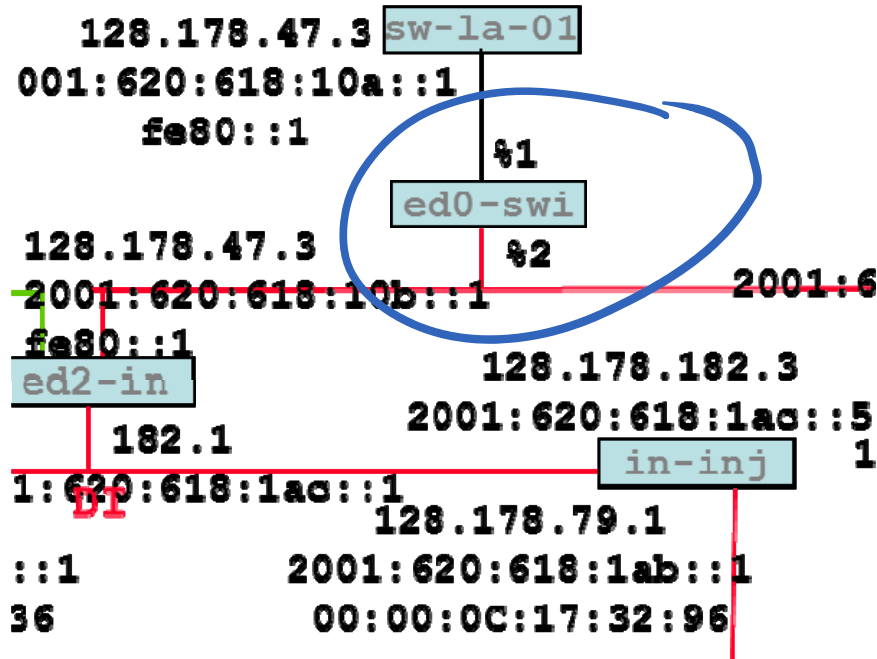 128.178.47.3 sw-la-01
001:620:618:10a::1
fe80::1
%1
ed0-swi
128.178.47.3
%2
2001:620:618:10b::1
2001:6
fe80::1
ed2-in
128.178.182.3
2001:620:618:1ac::5
182.1
in-inj
1
1:620:618:1ac::1
DI
128.178.79.1
::1
2001:620:618:1ab::1
36
00:00:0C:17:32:96